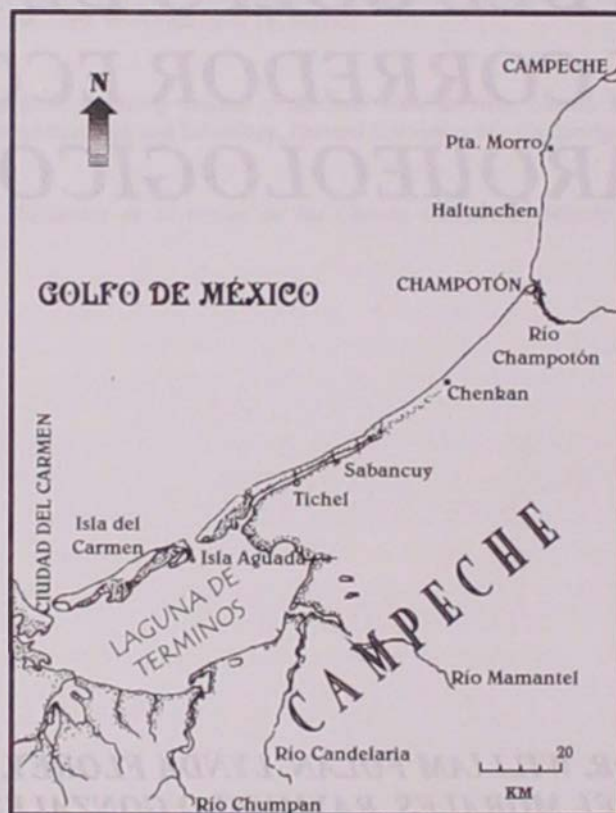 CAMPECHE
N
Pta. Morro
Haltunchen
GOLFO DE MÉXICO
CHAMPOTÓN
Río
Champotón
Chenkan
CIUDAD DEL CARMEN
Sabancuy
Tichel
Isla del
Carmen
Isla Aguada
LAGUNA DE
TERMINOS
CAMPECHE
Río Mamantel
Río Candelaria
20
KM
Río Chumpan